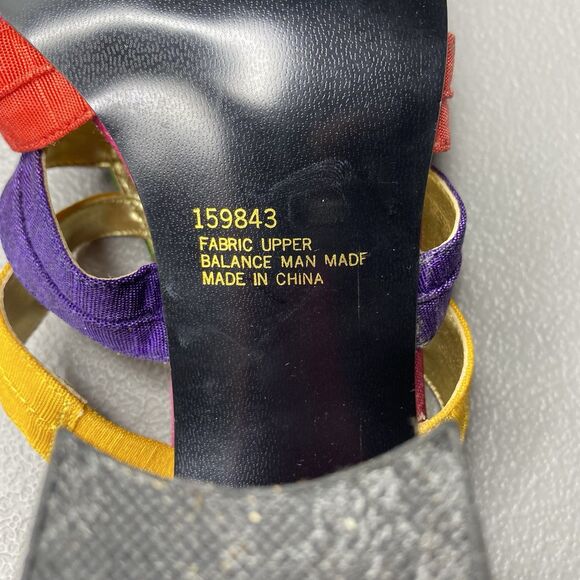 159843
FABRIC UPPER
BALANCE MAN MADE
MADE IN CHINA